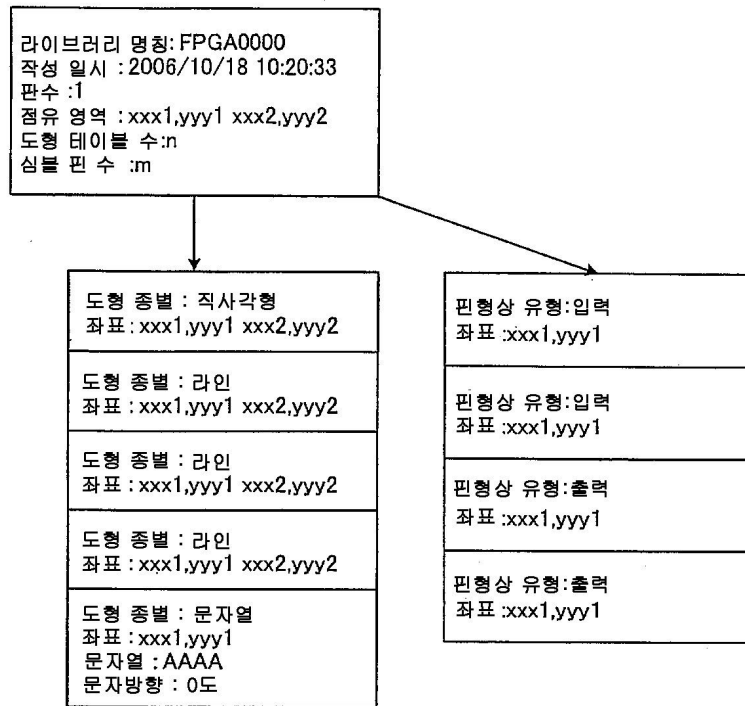 라이브러리 명칭: FPGA0000
작성 일시 : 2006/10/18 10:20:33
판수 :1
점유 영역 : xxx1,yyy1 xxx2,yyy2
도형 테이블 수:n
심볼 핀 수 :m
도형 종별 : 직사각형
좌표 : xxx1,yyy1 xxx2,yyy2
도형 종별 : 라인
좌표 : xxx1,yyy1 xxx2,yyy2
도형 종별 : 라인
좌표 : xxx1,yyy1 xxx2,yyy2
도형 종별 : 라인
좌표 : xxx1,yyy1 xxx2,yyy2
도형 종별 : 문자열
좌표 : xxx1,yyy1
문자열 : AAAA
문자방향 : 0도
핀형상 유형:입력
좌표 :xxx1,yyy1
핀형상 유형:입력
좌표 :xxx1,yyy1
핀형상 유형:출력
좌표 :xxx1,yyy1
핀형상 유형:출력
좌표 :xxx1,yyy1